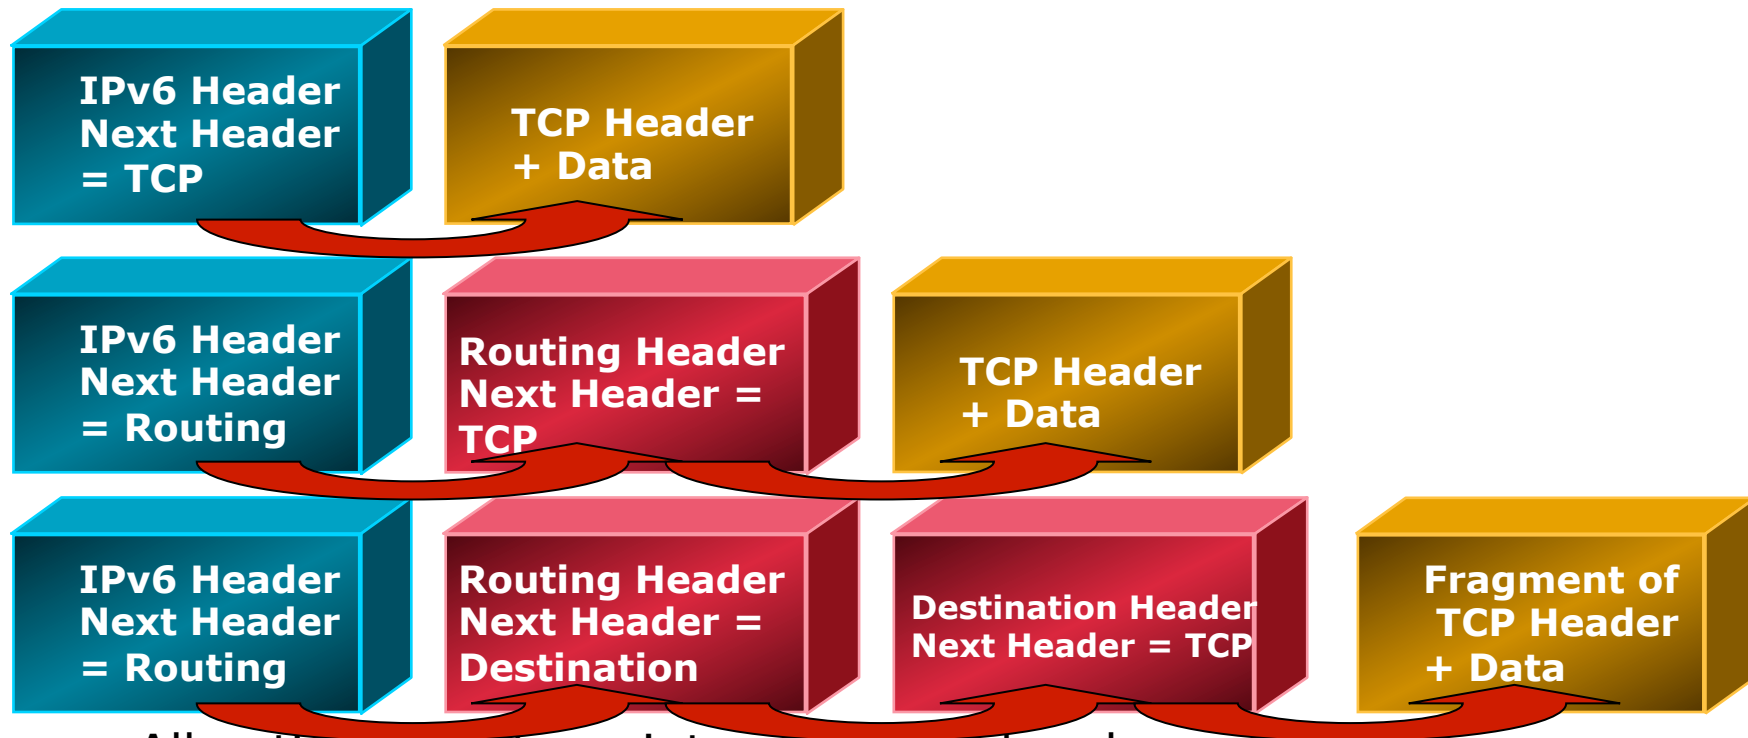 IPv6 Header
Next Header
= TCP
TCP Header
+ Data
IPv6 Header
Next Header
= Routing
Routing Header
Next Header =
TCP
TCP Header
+ Data
IPv6 Header
Next Header
= Routing
Routing Header
Next Header =
Destination
Destination Header
Next Header = TCP
Fragment of
TCP Header
+ Data